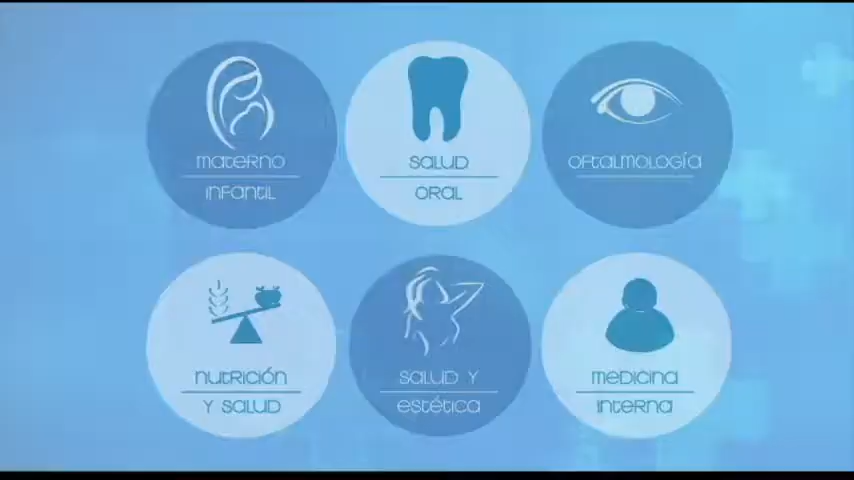 MATERNO
INFANTIL
SALUD
ORAL
OFTALMOLOGÍA
NUTRICIÓN
Y SALUD
SALUD Y
ESTÉTICA
MEDICINA
INTERNA